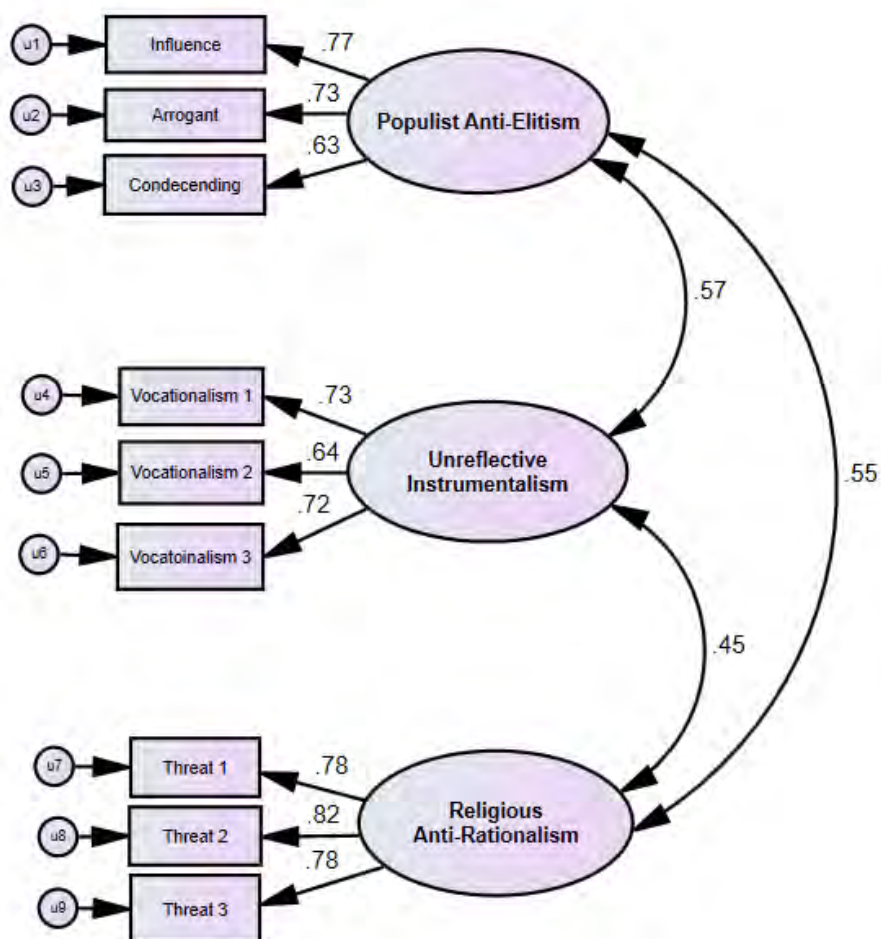 u1
Influence
.77
u2
Arrogant
.73
Populist Anti-Elitism
u3
Condecending
.63
.57
u4
Vocationalism 1
.73
u5
Vocationalism 2
.64
Unreflective
Instrumentalism
u6
Vocatoinalism 3
.72
.55
.45
u7
Threat 1
.78
u8
Threat 2
.82
Religious
Anti-Rationalism
u9
Threat 3
.78